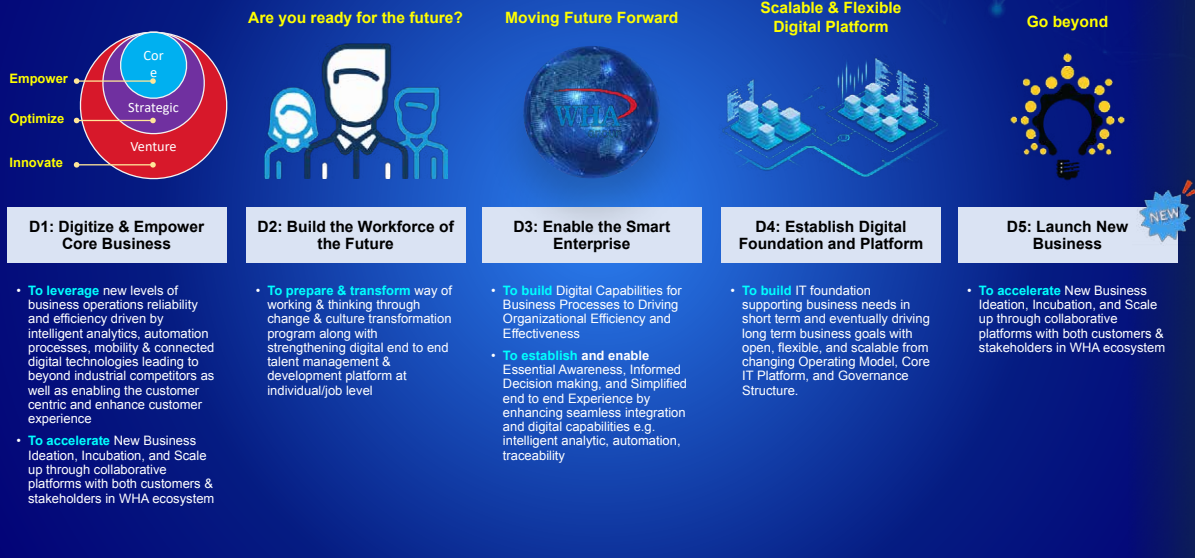 Are you ready for the future?
Moving Future Forward
Scalable & Flexible
Digital Platform
Go beyond
Empower
Optimize
Innovate
Cor
e
Strategic
Venture
WHA
NEW
D1: Digitize & Empower
Core Business
To leverage new levels of
business operations reliability
and efficiency driven by
intelligent analytics, automation
processes, mobility & connected
digital technologies leading to
beyond industrial competitors as
well as enabling the customer
centric and enhance customer
experience
To accelerate New Business
Ideation, Incubation, and Scale
up through collaborative
platforms with both customers &
stakeholders in WHA ecosystem
D2: Build the Workforce of
the Future
To prepare & transform way of
working & thinking through
change & culture transformation
program along with
strengthening digital end to end
talent management &
development platform at
individual/job level
D3: Enable the Smart
Enterprise
To build Digital Capabilities for
Business Processes to Driving
Organizational Efficiency and
Effectiveness
To establish and enable
Essential Awareness, Informed
Decision making, and Simplified
end to end Experience by
enhancing seamless integration
and digital capabilities e.g.
intelligent analytic, automation,
traceability
D4: Establish Digital
Foundation and Platform
To build IT foundation
supporting business needs in
short term and eventually driving
long term business goals with
open, flexible, and scalable from
changing Operating Model, Core
IT Platform, and Governance
Structure.
D5: Launch New
Business
To accelerate New Business
Ideation, Incubation, and Scale
up through collaborative
platforms with both customers &
stakeholders in WHA ecosystem